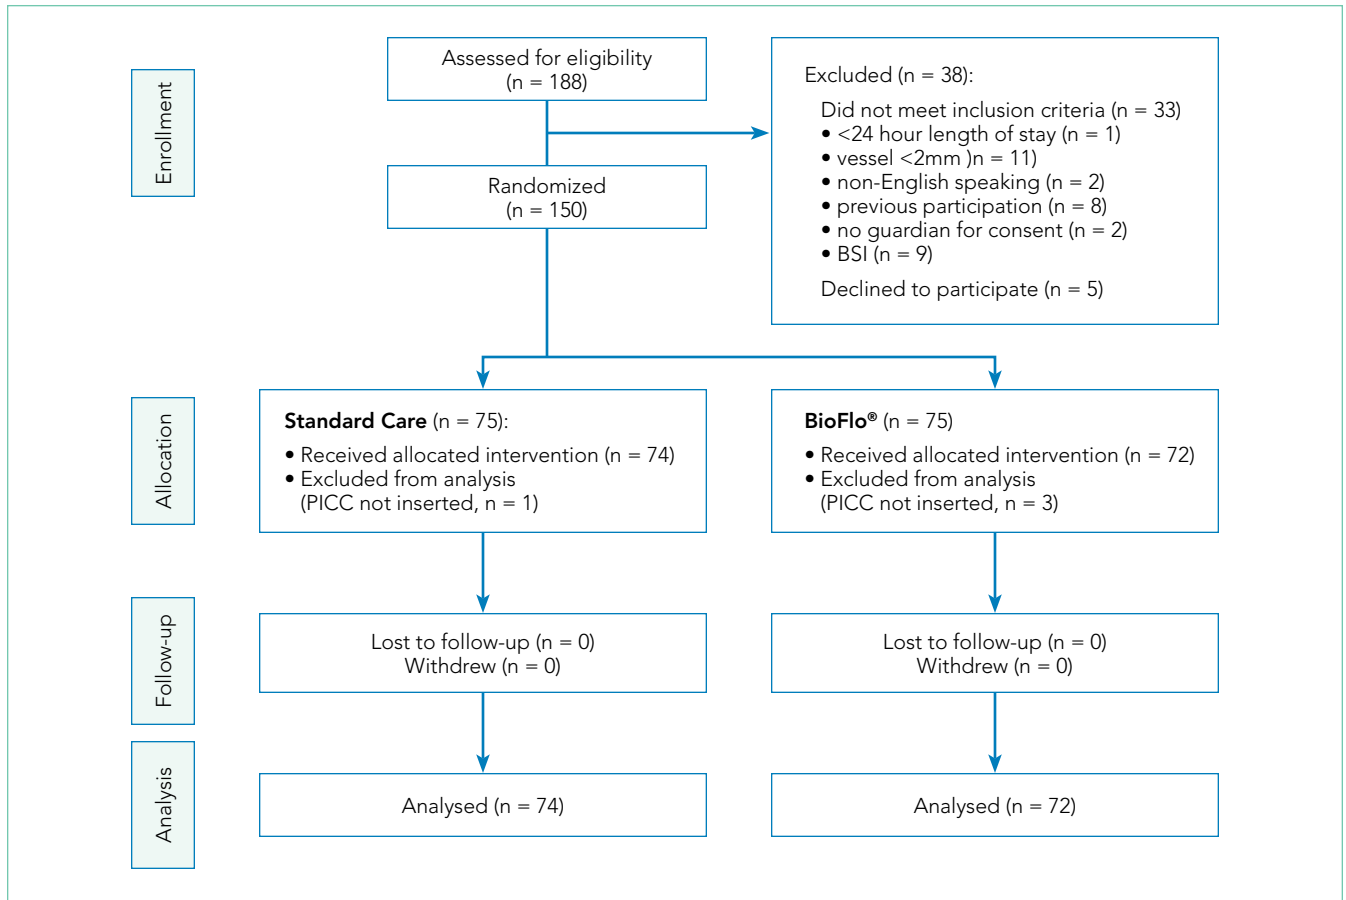 Enrollment
Assessed for eligibility
(n = 188)
Excluded (n = 38):
Did not meet inclusion criteria (n = 33)
• <24 hour length of stay (n = 1)
• vessel <2mm )n = 11)
• non-English speaking (n = 2)
• previous participation (n = 8)
• no guardian for consent (n = 2)
• BSI (n = 9)
Declined to participate (n = 5)
Randomized
(n = 150)
Allocation
Standard Care (n = 75):
• Received allocated intervention (n = 74)
• Excluded from analysis
(PICC not inserted, n = 1)
BioFlo® (n = 75)
• Received allocated intervention (n = 72)
• Excluded from analysis
(PICC not inserted, n = 3)
Follow-up
Lost to follow-up (n = 0)
Withdrew (n = 0)
Lost to follow-up (n = 0)
Withdrew (n = 0)
Analysis
Analysed (n = 74)
Analysed (n = 72)